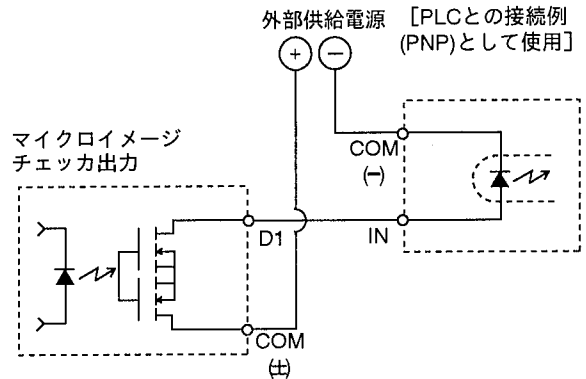 外部供給電源
[PLCとの接続例
(PNP)として使用]
+
−
マイクロイメージ
チェッカ出力
COM
(−)
D1
IN
COM
(±)